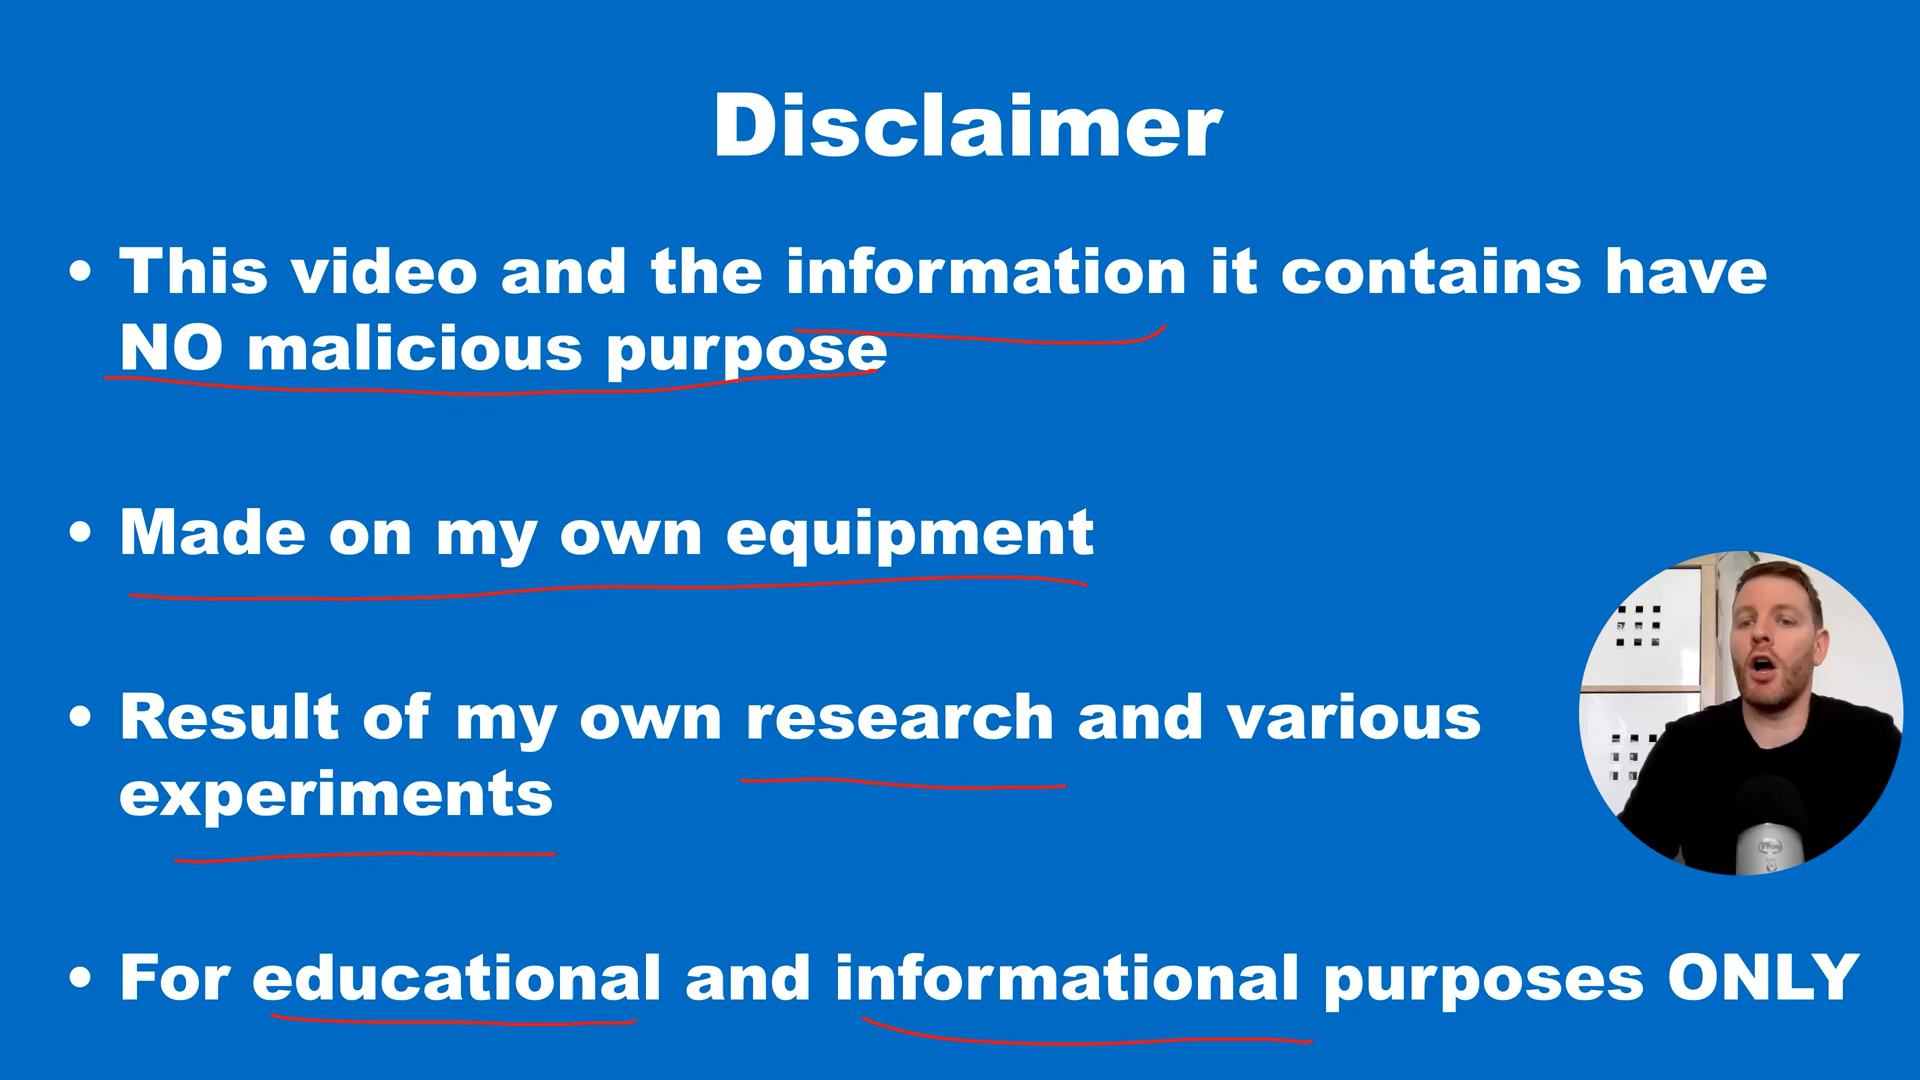 Disclaimer
• This video and the information it contains have
NO malicious purpose
• Made on my own equipment
• Result of my own research and various
experiments
• For educational and informational purposes ONLY